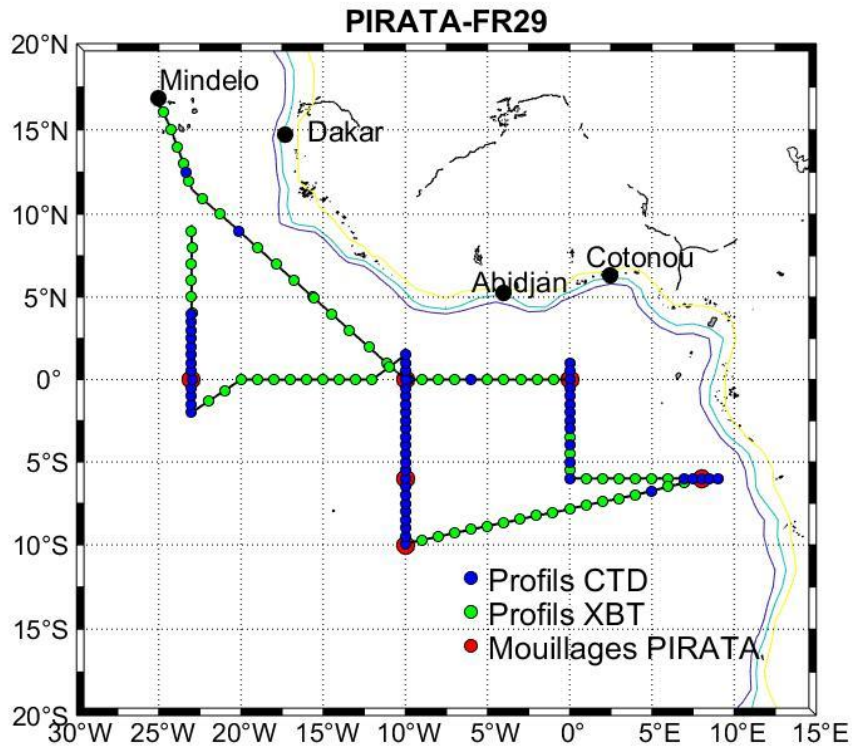 PIRATA-FR29
20°N
15°N
10°N
5°N
0°
5°S
10°S
15°S
20°S
Mindelo
Dakar
Abidjan
Cotonou
Profils CTD
Profils XBT
Mouillages PIRATA
30°W 25°W 20°W 15°W 10°W 5°W 0° 5°E 10°E 15°E